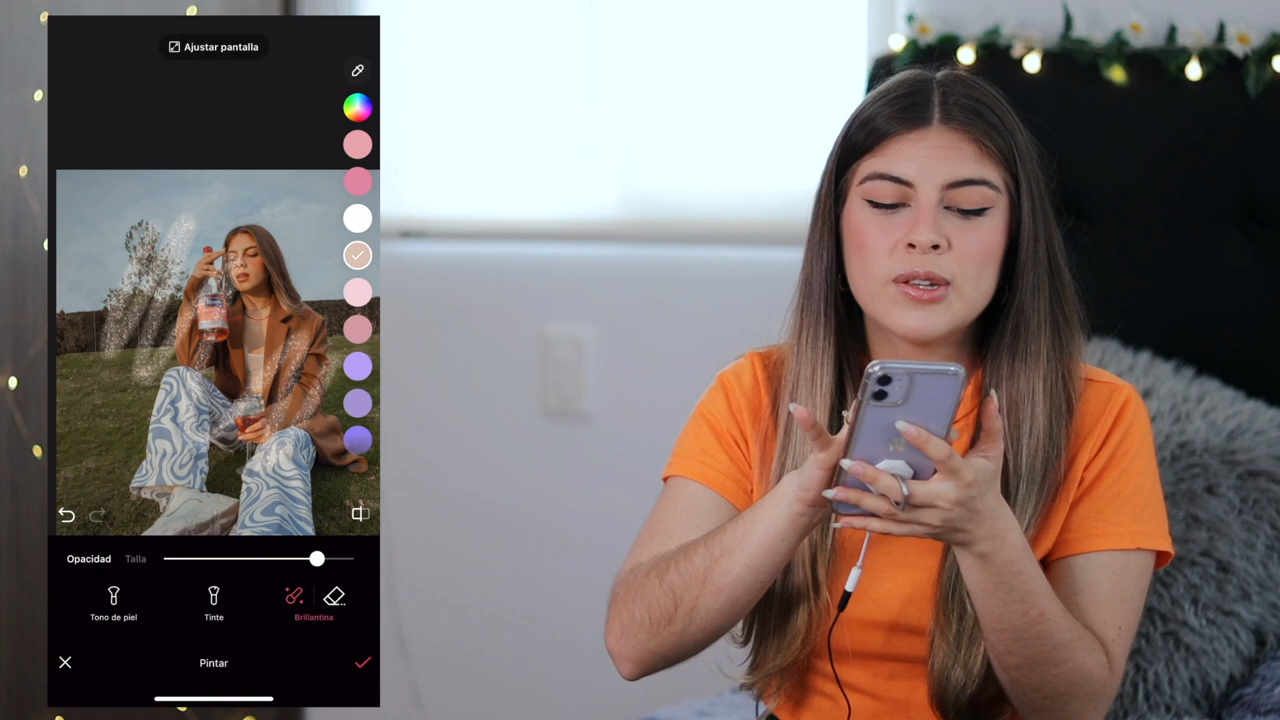 Ajustar pantalla
Opacidad
Talla
Tono de piel
Tinte
Brillantina
Pintar